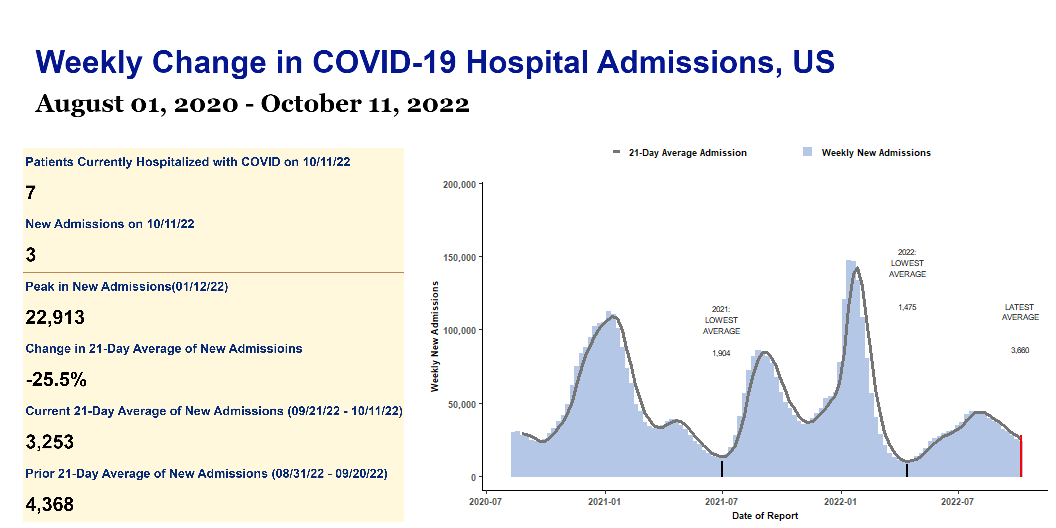 Weekly Change in COVID-19 Hospital Admissions, US
August 01, 2020 - October 11, 2022
Patients Currently Hospitalized with COVID on 10/11/22
7
New Admissions on 10/11/22
3
Peak in New Admissions(01/12/22)
22,913
Change in 21-Day Average of New Admissioins
-25.5%
Current 21-Day Average of New Admissions (09/21/22 - 10/11/22)
3,253
Prior 21-Day Average of New Admissions (08/31/22 - 09/20/22)
4,368
21-Day Average Admission
Weekly New Admissions
Weekly New Admissions
200,000
150,000
100,000
50,000
0
2021:
LOWEST
AVERAGE
1,904
2022:
LOWEST
AVERAGE
1,475
LATEST
AVERAGE
3,660
2020-07
2021-01
2021-07
2022-01
2022-07
Date of Report